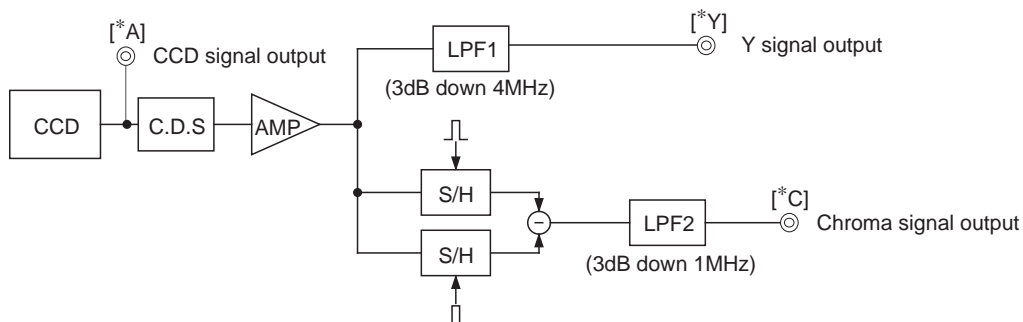 [*A]
CCD signal output
[*Y]
Y signal output
LPF1
(3dB down 4MHz)
CCD
C.D.S
AMP
S/H
S/H
−
[*C]
Chroma signal output
LPF2
(3dB down 1MHz)